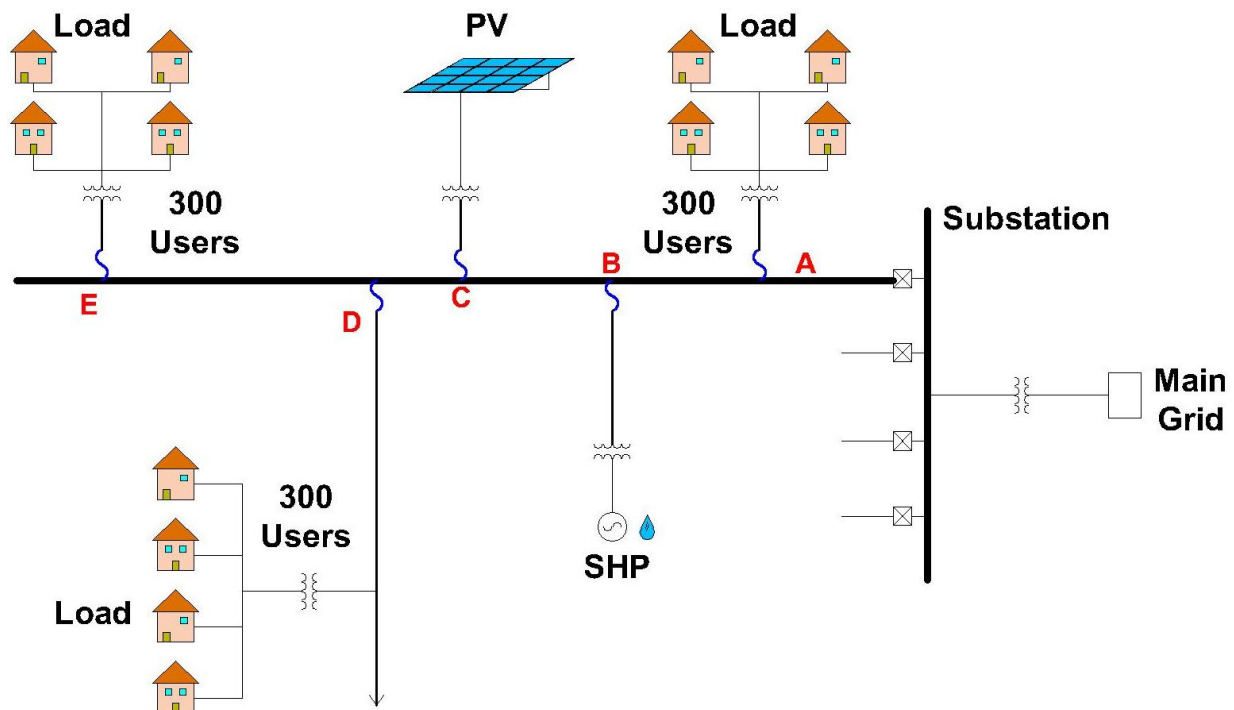 Load
PV
Load
300
Users
300
Users
Substation
B
A
E
C
D
Main
Grid
300
Users
SHP
Load